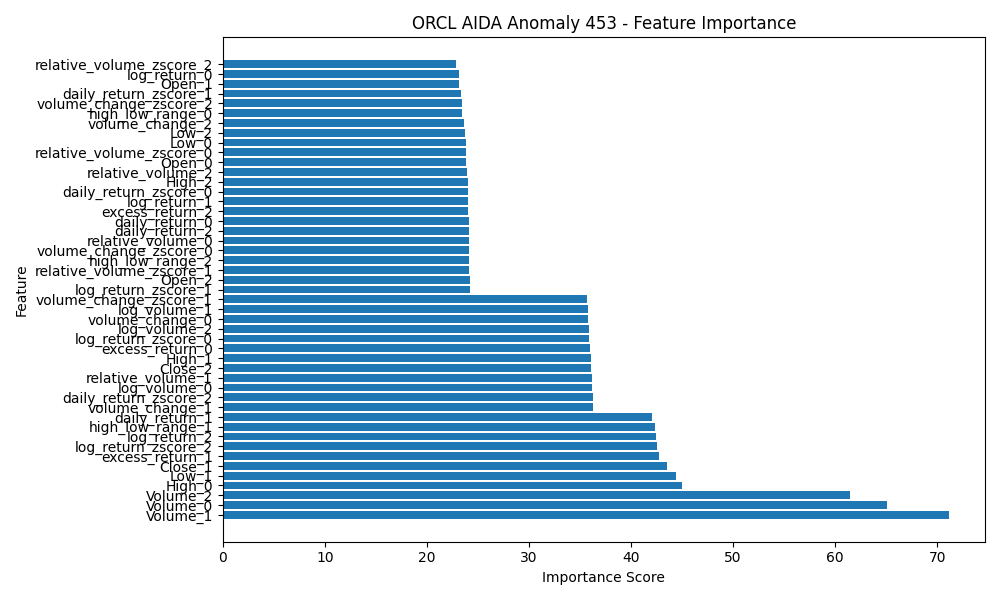 ORCL AIDA Anomaly 453 - Feature Importance
relative_volume_zscore_2
log_return_0
Open_1
daily_return_zscore_1
volume_change_zscore_2
high_low_range_0
volume_change_2
Low_2
Low_0
relative_volume_zscore_0
Open_0
relative_volume_2
High_2
daily_return_zscore_0
log_return_1
excess_return_2
daily_return_0
daily_return_2
relative_volume_0
volume_change_zscore_0
high_low_range_2
relative_volume_zscore_1
Open_2
log_return_zscore_1
volume_change_zscore_1
log_volume_1
volume_change_0
log_volume_2
log_return_zscore_0
excess_return_0
High_1
Close_2
relative_volume_1
log_volume_0
daily_return_zscore_2
volume_change_1
daily_return_1
high_low_range_1
log_return_2
log_return_zscore_2
excess_return_1
Close_1
Low_1
High_0
Volume_2
Volume_0
Volume_1
Feature
0 10 20 30 40 50 60 70
Importance Score